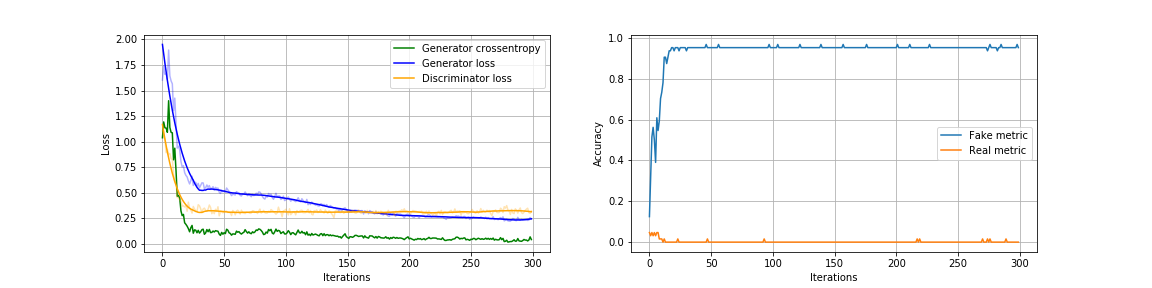 2.00
1.75
1.50
1.25
1.00
0.75
0.50
0.25
0.00
Loss
0 50 100 150 200 250 300
Iterations
Generator crossentropy
Generator loss
Discriminator loss
1.0
0.8
0.6
0.4
0.2
0.0
Accuracy
0 50 100 150 200 250 300
Iterations
Fake metric
Real metric